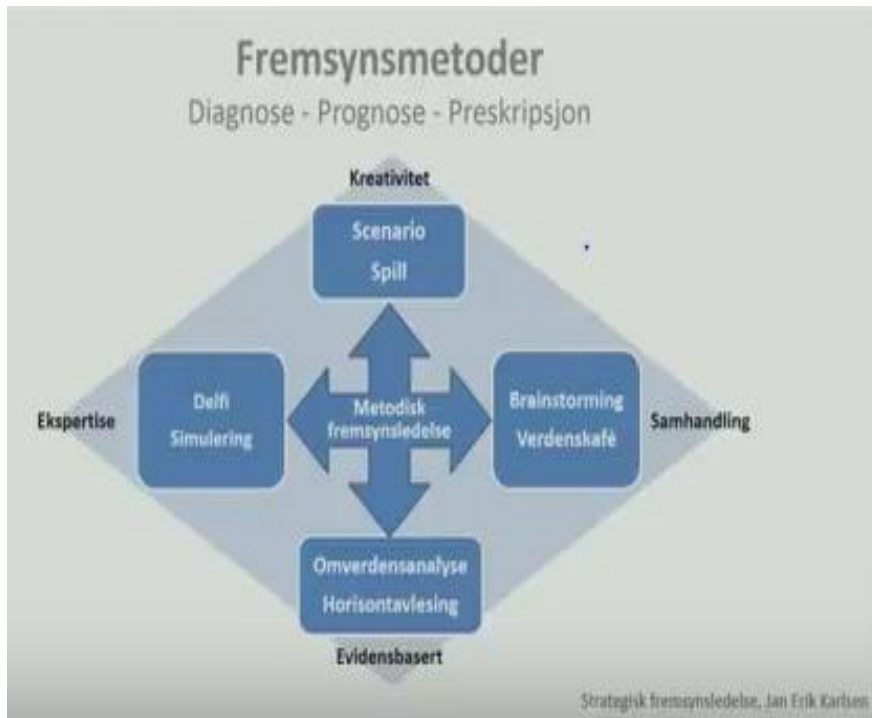 Fremsynsmetoder
Diagnose - Prognose - Preskripsjon
Kreativitet
Scenario
Spill
Ekspertise
Delfi
Simulering
Metodisk
fremsynsledelse
Brainstorming
Verdenskafè
Samhandling
Omverdensanalyse
Horisontavlesing
Evidensbasert
Strategisk fremsynsledelse, Jan Erik Karlsen